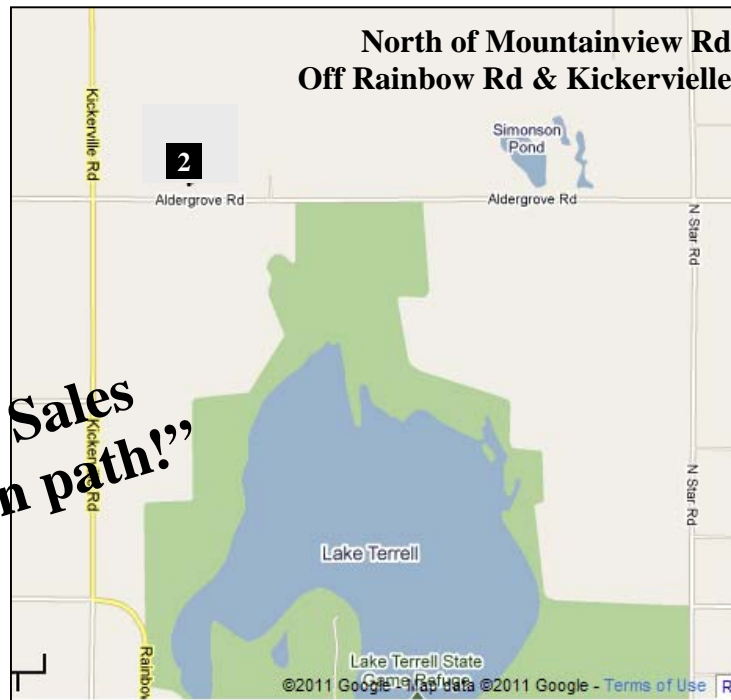 North of Mountainview Rd
Off Rainbow Rd & Kickervielle
Kickerville Rd
Simonson
Pond
2
Aldergrove Rd
Aldergrove Rd
N Star Rd
Sales
n path!”
Rd
N Star Rd
Lake Terrell
Lake Terrell State
Game Refuge
©2011 Google - Map data ©2011 Google - Terms of Use